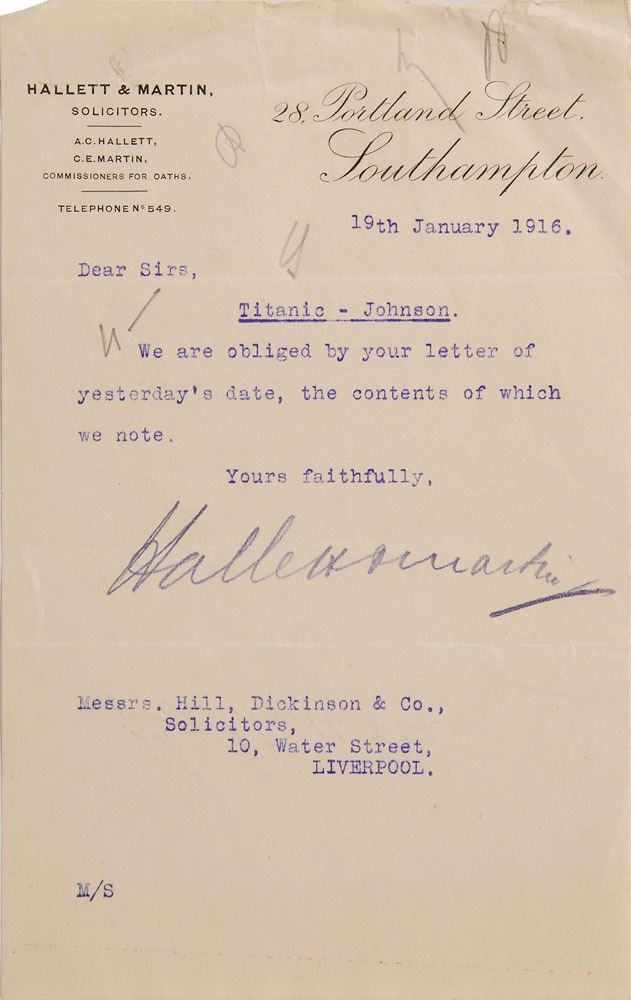 HALLETT & MARTIN,
SOLICITORS.
A.C. HALLETT,
C.E. MARTIN,
COMMISSIONERS FOR OATHS.
TELEPHONE Nº 549.
28, Portland Street,
Southampton.
19th January 1916.
Dear Sirs,
Titanic - Johnson.
We are obliged by your letter of
yesterday's date, the contents of which
we note.
Yours faithfully,
Hallett & Martin
Messrs. Hill, Dickinson & Co.,
Solicitors,
10, Water Street,
LIVERPOOL.
M/S